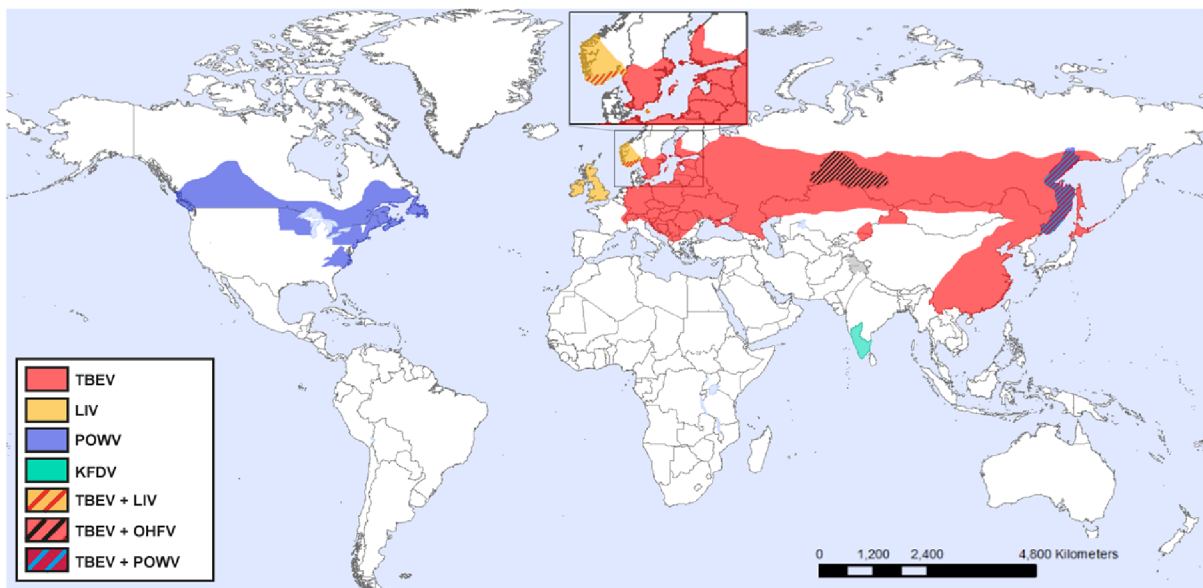 TBEV
LIV
POWV
KFDV
TBEV + LIV
TBEV + OHFV
TBEV + POWV
0 1,200 2,400 4,800 Kilometers